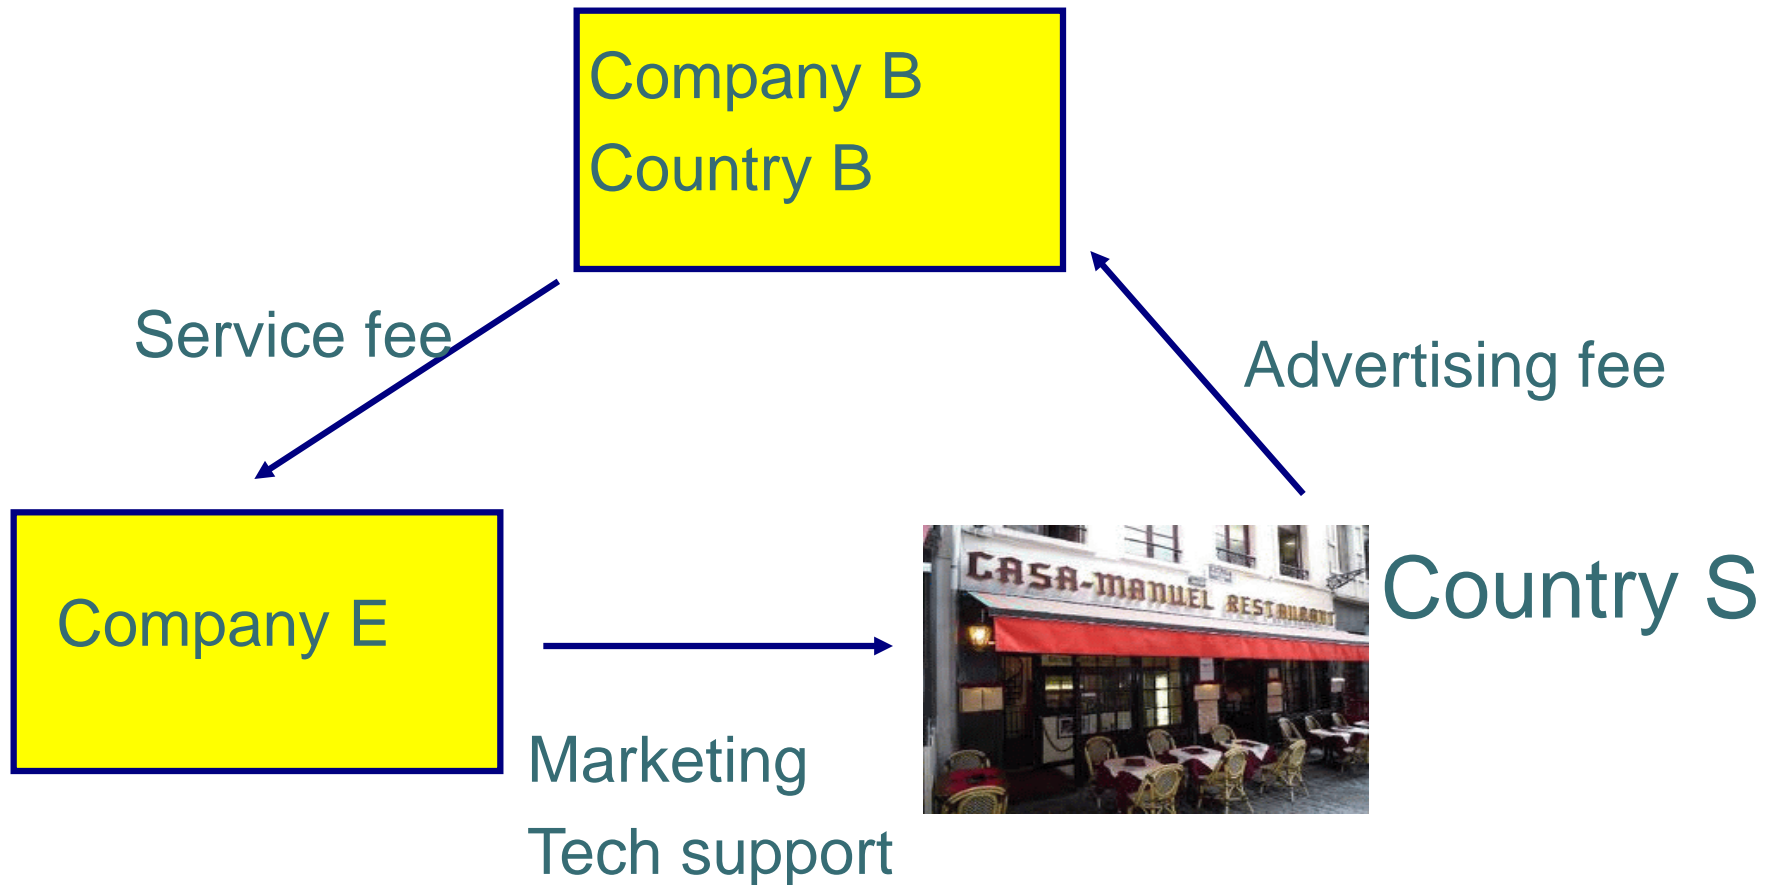 Company B
Country B
Service fee
Advertising fee
CASA-MANUEL RESTAURANT
Country S
Company E
Marketing
Tech support